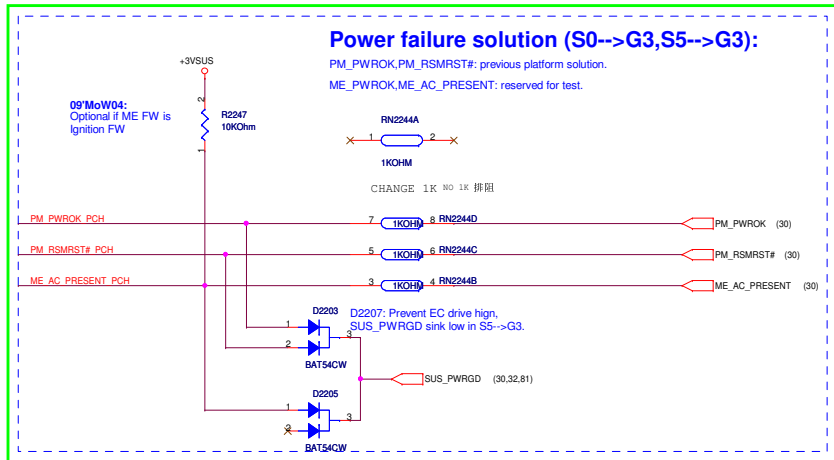 Power failure solution (S0-->G3,S5-->G3):
PM_PWROK,PM_RSMRST#: previous platform solution.
ME_PWROK,ME_AC_PRESENT: reserved for test.
+3VSUS
09'MoW04:
Optional if ME FW is
Ignition FW
2
R2247
10KOhm
1
RN2244A
1 2
1KOHM
CHANGE 1K NO 1K 排阻
PM_PWROK_PCH 7 1KOHM 8 RN2244D PM_PWROK (30)
PM_RSMRST#_PCH 5 1KOHM 6 RN2244C PM_RSMRST# (30)
ME_AC_PRESENT_PCH 3 1KOHM 4 RN2244B ME_AC_PRESENT (30)
D2203
1
2
3
BAT54CW
D2207: Prevent EC drive hign,
SUS_PWRGD sink low in S5-->G3.
SUS_PWRGD (30,32,81)
D2205
1
2
3
BAT54CW